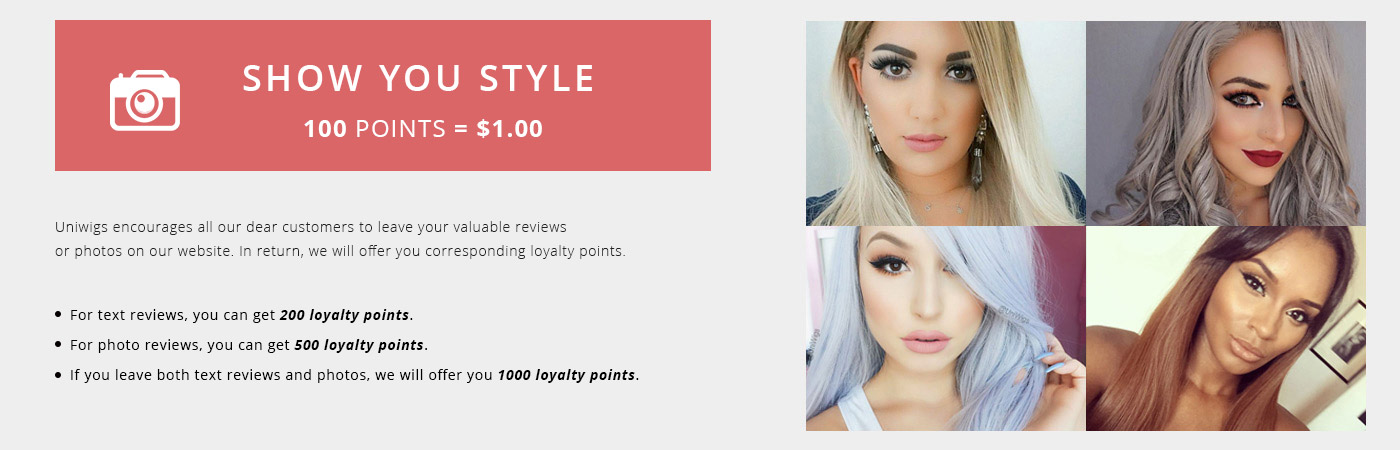 SHOW YOU STYLE
100 POINTS = $1.00
Uniwigs encourages all our dear customers to leave your valuable reviews
or photos on our website. In return, we will offer you corresponding loyalty points.
For text reviews, you can get 200 loyalty points.
For photo reviews, you can get 500 loyalty points.
If you leave both text reviews and photos, we will offer you 1000 loyalty points.